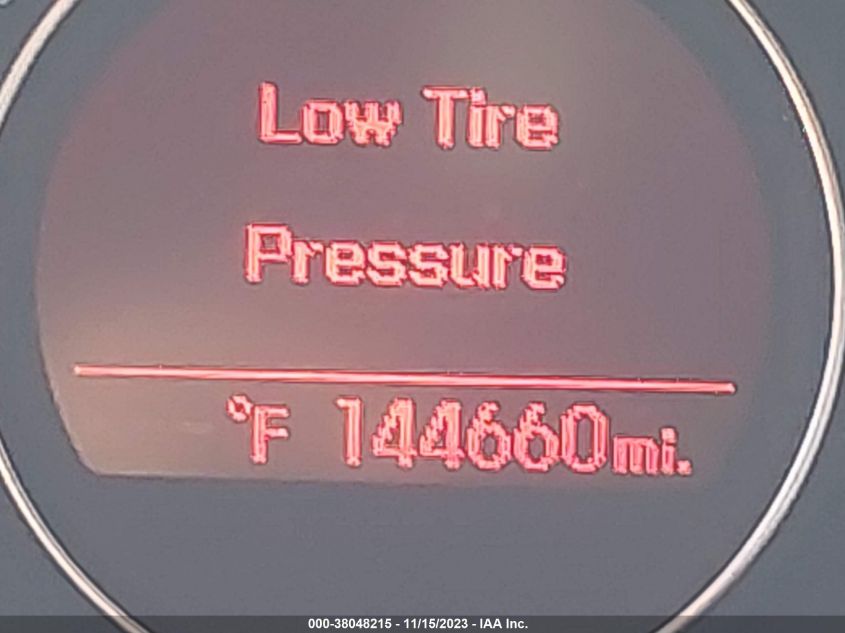 Low Tire
Pressure
°F 144660mi.
000-38048215 - 11/15/2023 - IAA Inc.